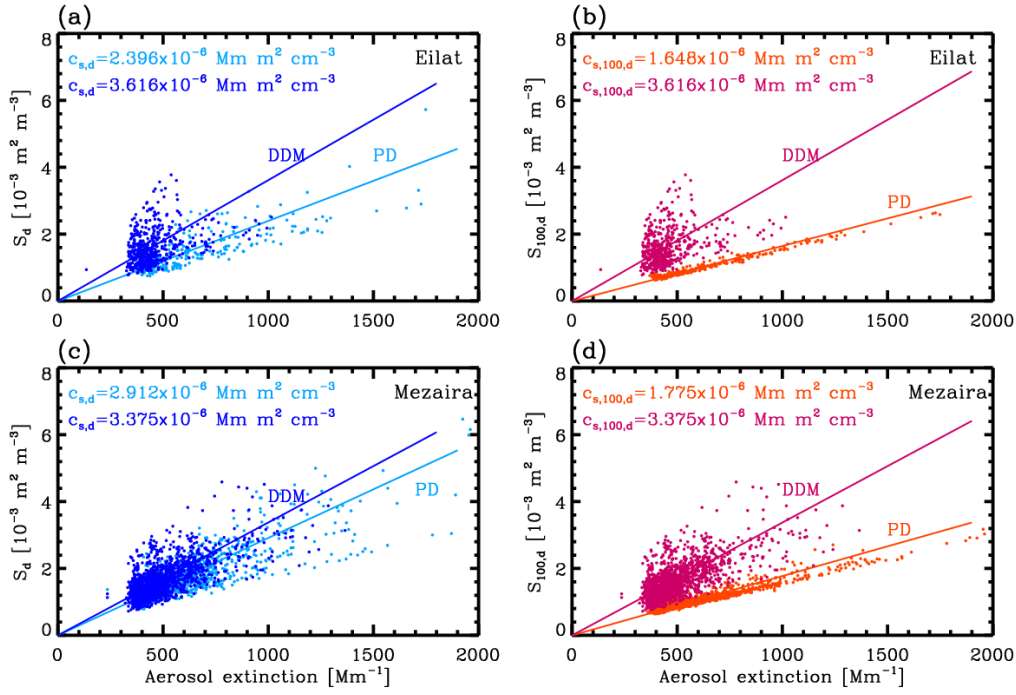 (a)
c_s,d=2.396x10^-6 Mm m^2 cm^-3
Eilat
c_s,d=3.616x10^-6 Mm m^2 cm^-3
DDM
PD
S_d [10^-3 m^2 m^-3]
8
6
4
2
0
0 500 1000 1500 2000
(b)
c_s,100,d=1.648x10^-6 Mm m^2 cm^-3
Eilat
c_s,100,d=3.616x10^-6 Mm m^2 cm^-3
DDM
PD
S_100,d [10^-3 m^2 m^-3]
8
6
4
2
0
0 500 1000 1500 2000
(c)
c_s,d=2.912x10^-6 Mm m^2 cm^-3
Mezaira
c_s,d=3.375x10^-6 Mm m^2 cm^-3
DDM
PD
S_d [10^-3 m^2 m^-3]
8
6
4
2
0
0 500 1000 1500 2000
Aerosol extinction [Mm^-1]
(d)
c_s,100,d=1.775x10^-6 Mm m^2 cm^-3
Mezaira
c_s,100,d=3.375x10^-6 Mm m^2 cm^-3
DDM
PD
S_100,d [10^-3 m^2 m^-3]
8
6
4
2
0
0 500 1000 1500 2000
Aerosol extinction [Mm^-1]